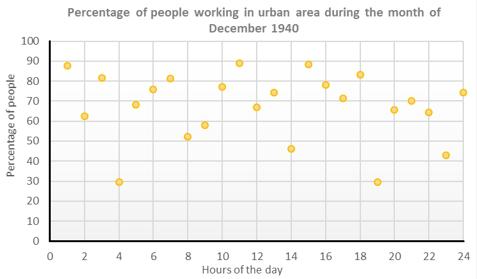 Percentage of people working in urban area during the month of
December 1940
100
90
80
70
60
50
40
30
20
10
0
Percentage of people
0 2 4 6 8 10 12 14 16 18 20 22 24
Hours of the day